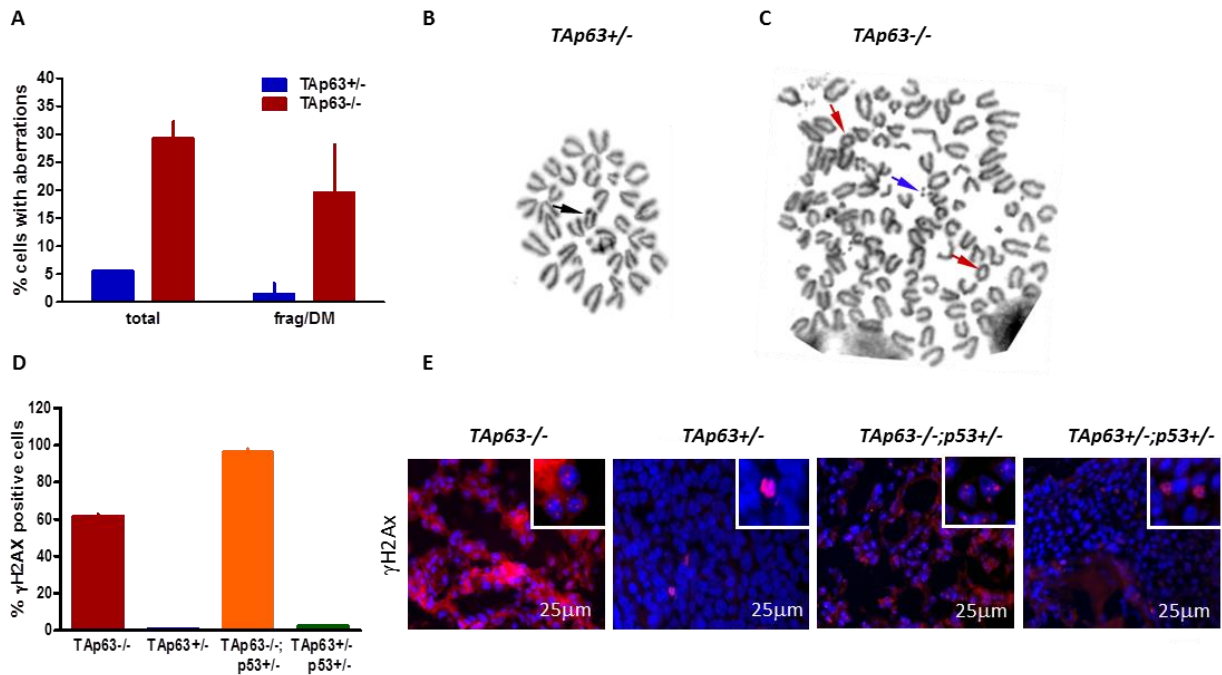 A
B
C
TAp63+/-
TAp63-/-
% cells with aberrations
40
35
30
25
20
15
10
5
0
TAp63+/-
TAp63-/-
total
frag/DM
D
E
% γH2AX positive cells
120
100
80
60
40
20
0
TAp63-/-
TAp63+/-
TAp63-/-;
p53+/-
TAp63+/-
p53+/-
TAp63-/-
TAp63+/-
TAp63-/-;p53+/-
TAp63+/-;p53+/-
γH2Ax
25μm
25μm
25μm
25μm